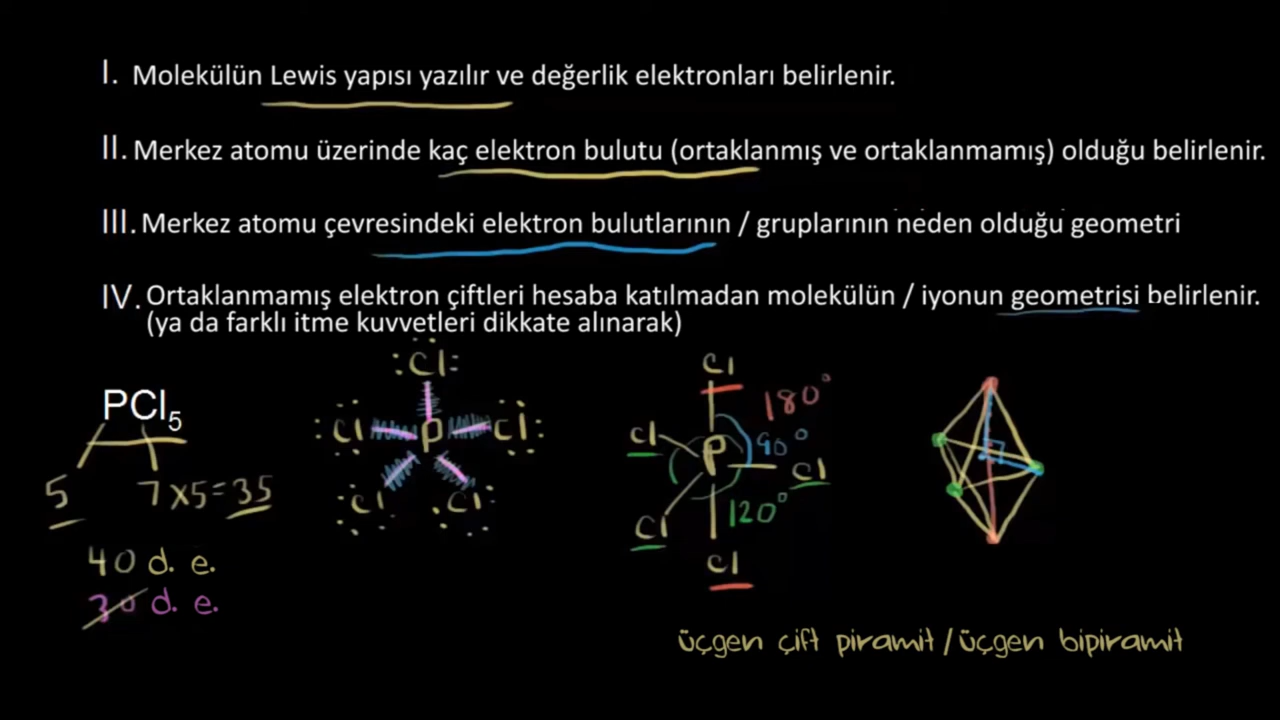 I. Molekülün Lewis yapısı yazılır ve değerlik elektronları belirlenir.
II. Merkez atomu üzerinde kaç elektron bulutu (ortaklanmış ve ortaklanmamış) olduğu belirlenir.
III. Merkez atomu çevresindeki elektron bulutlarının / gruplarının neden olduğu geometri
IV. Ortaklanmamış elektron çiftleri hesaba katılmadan molekülün / iyonun geometrisi belirlenir.
(ya da farklı itme kuvvetleri dikkate alınarak)
PCl5
5 7x5=35
40 d. e.
30 d. e.
Cl
Cl P Cl
Cl Cl
Cl
180°
Cl P 90°
Cl
120°
Cl
Cl
üçgen çift piramit / üçgen bipiramit